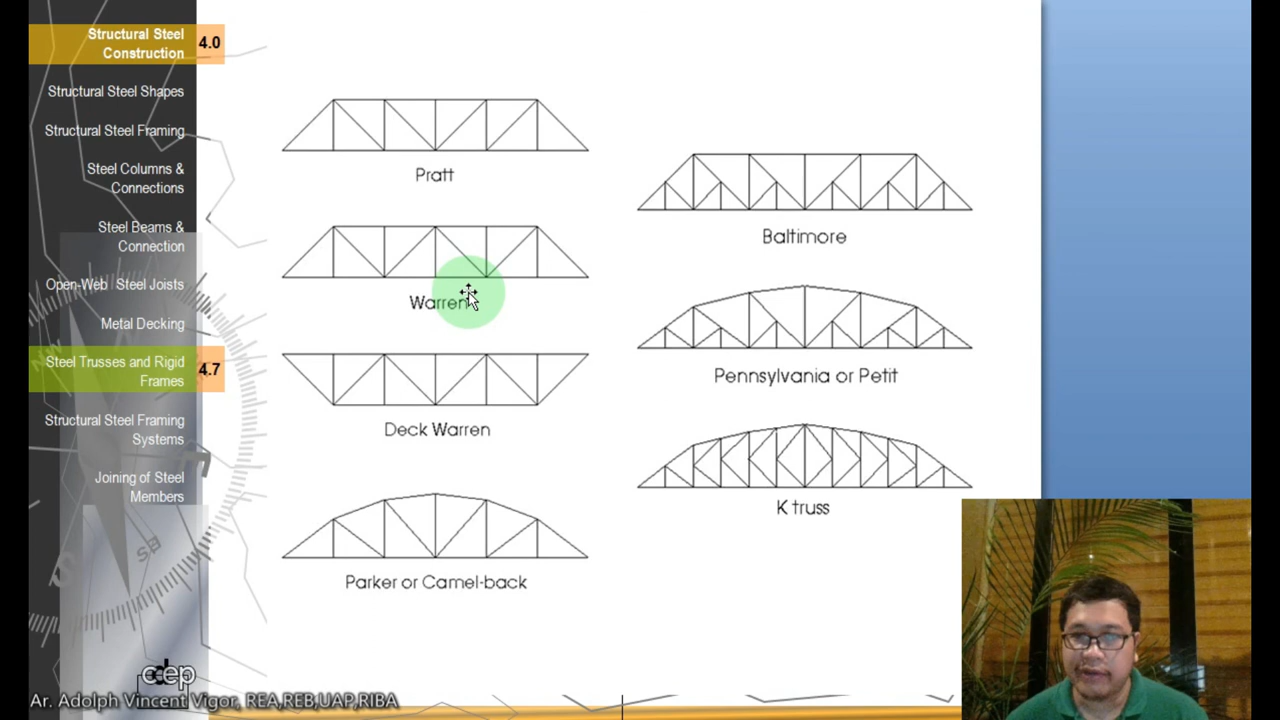 Structural Steel
Construction
4.0
Structural Steel Shapes
Structural Steel Framing
Steel Columns &
Connections
Steel Beams &
Connection
Open-Web Steel Joists
Metal Decking
Steel Trusses and Rigid
Frames
4.7
Structural Steel Framing
Systems
Joining of Steel
Members
Pratt
Warren
Deck Warren
Parker or Camel-back
Baltimore
Pennsylvania or Petit
K truss
SE
cdep
Ar. Adolph Vincent Vigor, REA,REB,UAP,RIBA